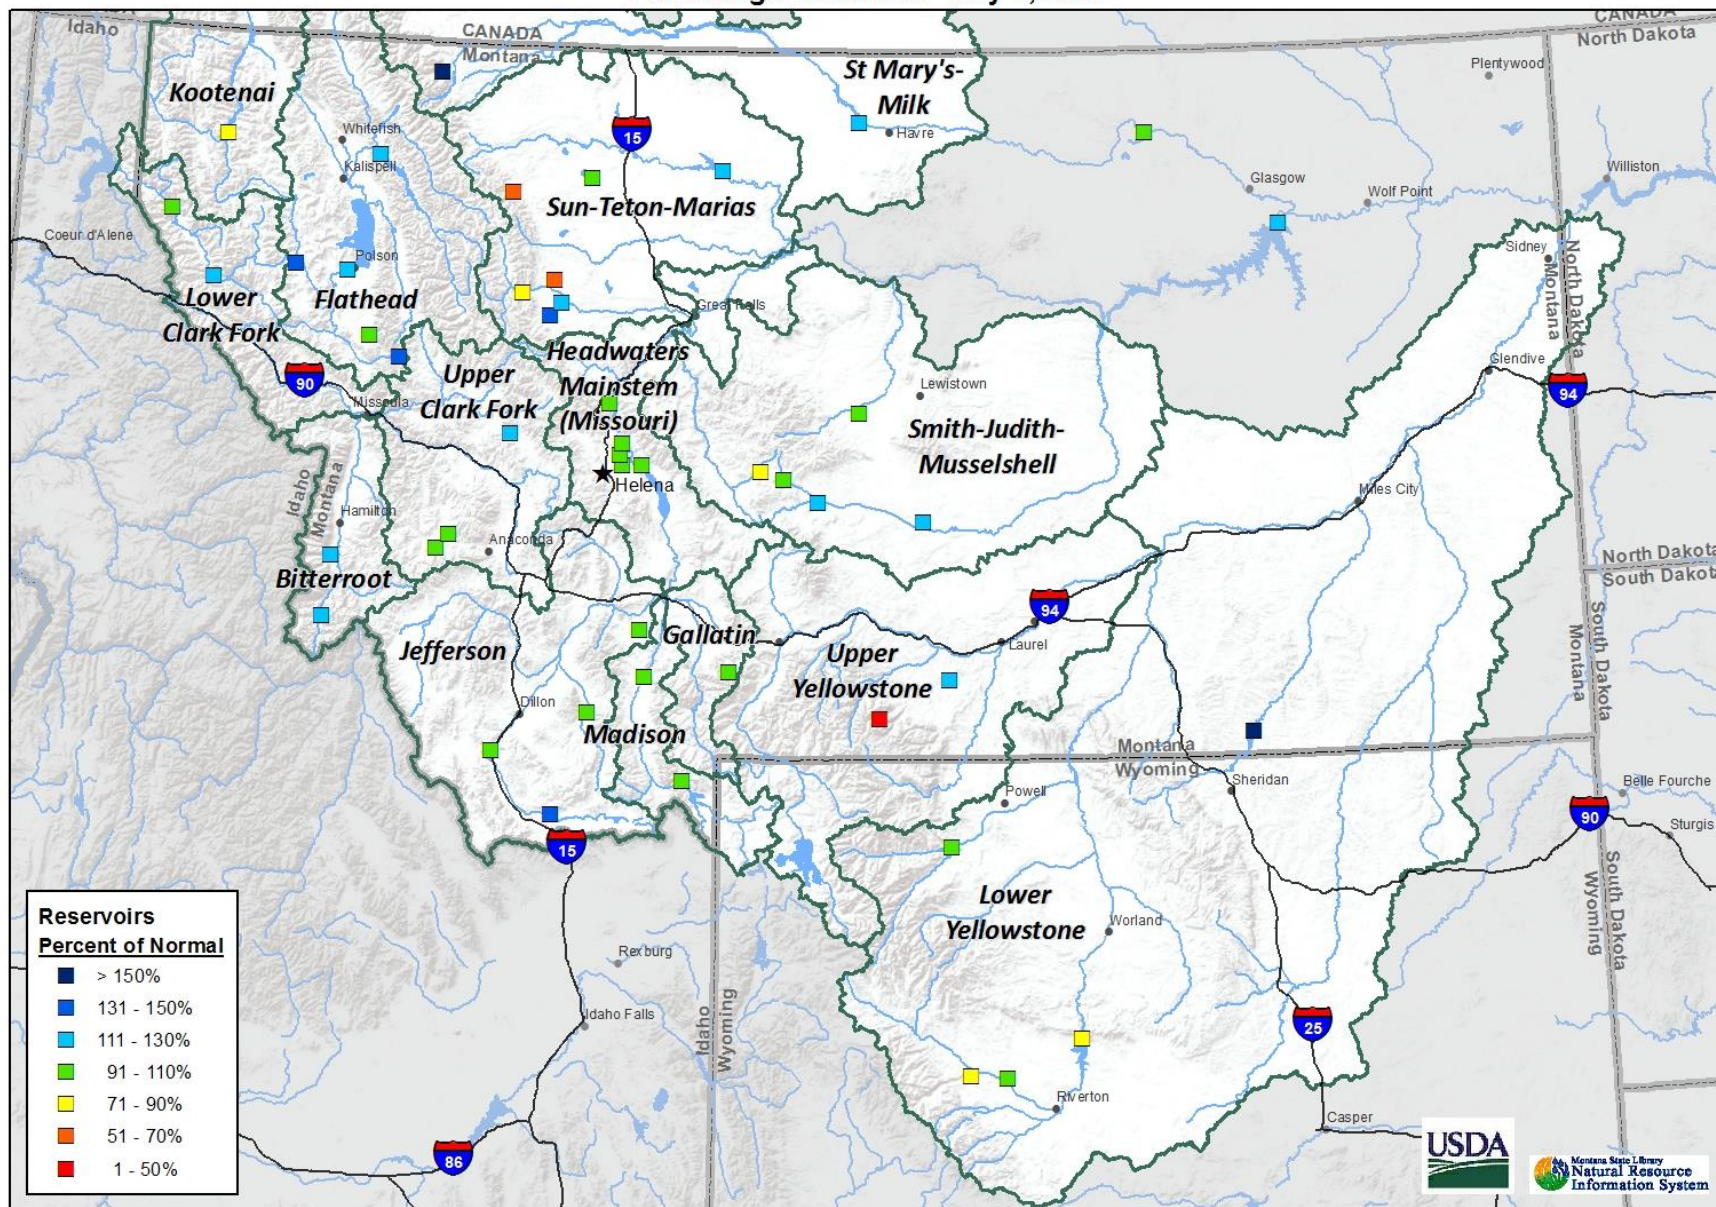 CANADA
Idaho
CANADA
Montana
CANADA
North Dakota
Plentywood
St Mary's-
Milk
Kootenai
Whitefish
Havre
15
Kalispell
Glasgow
Williston
Wolf Point
Sun-Teton-Marias
Coeur d'Alene
Polson
Sidney
North Dakota
Montana
Lower
Clark Fork
Flathead
Great Falls
Headwaters
Mainstem
(Missouri)
Upper
Clark Fork
90
Missoula
Lewistown
Glendive
94
Smith-Judith-
Musselshell
Helena
Idaho
Montana
Hamilton
Miles City
Anaconda
North Dakota
South Dakota
Bitterroot
94
Gallatin
Jefferson
Laurel
Upper
Yellowstone
South Dakota
Montana
Dillon
Madison
Montana
Wyoming
Sheridan
Powell
Belle Fourche
90
Sturgis
15
Lower
Yellowstone
Worland
South Dakota
Wyoming
Reservoirs
Percent of Normal
> 150%
131 - 150%
111 - 130%
91 - 110%
71 - 90%
51 - 70%
1 - 50%
Rexburg
Idaho Falls
Idaho
Wyoming
25
Riverton
Casper
86
USDA
Montana State Library
Natural Resource
Information System